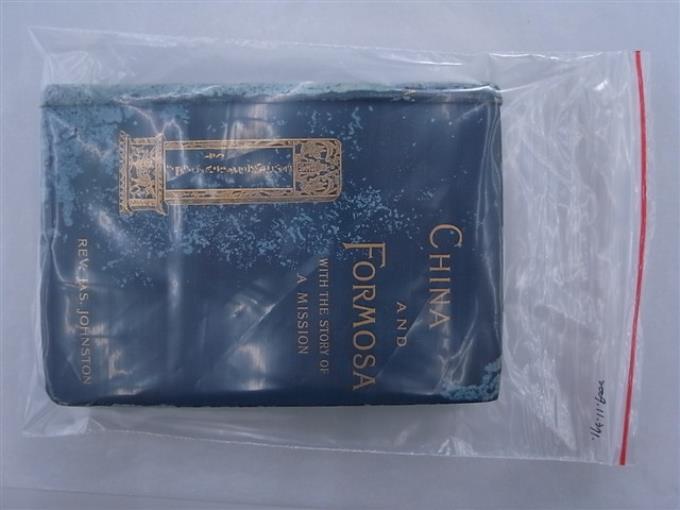 CHINA
AND
FORMOSA
WITH THE STORY OF
A MISSION
REV. JAS. JOHNSTON